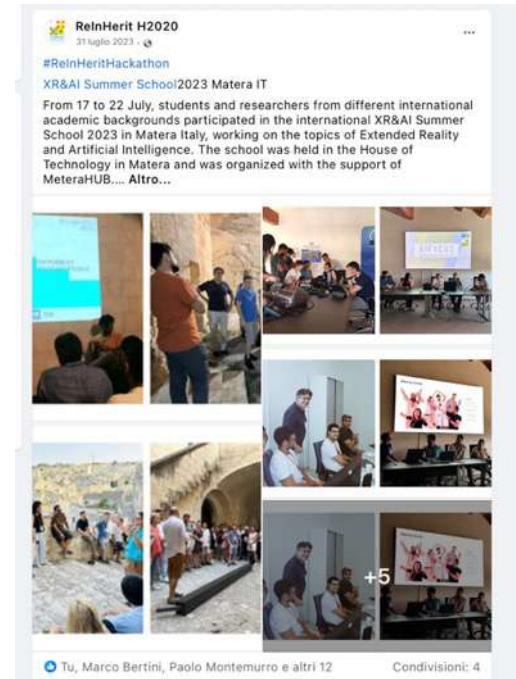 ReInHerit H2020
31 luglio 2023 ·
#ReInHeritHackathon
XR&AI Summer School2023 Matera IT
From 17 to 22 July, students and researchers from different international
academic backgrounds participated in the international XR&AI Summer
School 2023 in Matera Italy, working on the topics of Extended Reality
and Artificial Intelligence. The school was held in the House of
Technology in Matera and was organized with the support of
MeteraHUB.... Altro...
+5
Tu, Marco Bertini, Paolo Montemurro e altri 12
Condivisioni: 4